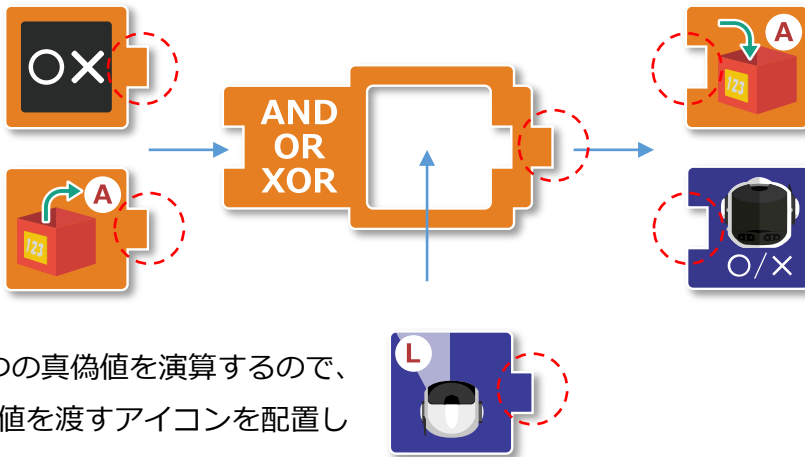 ○×
A
123
A
123
AND
OR
XOR
A
123
○/×
L
つの真偽値を演算するので、
値を渡すアイコンを配置し